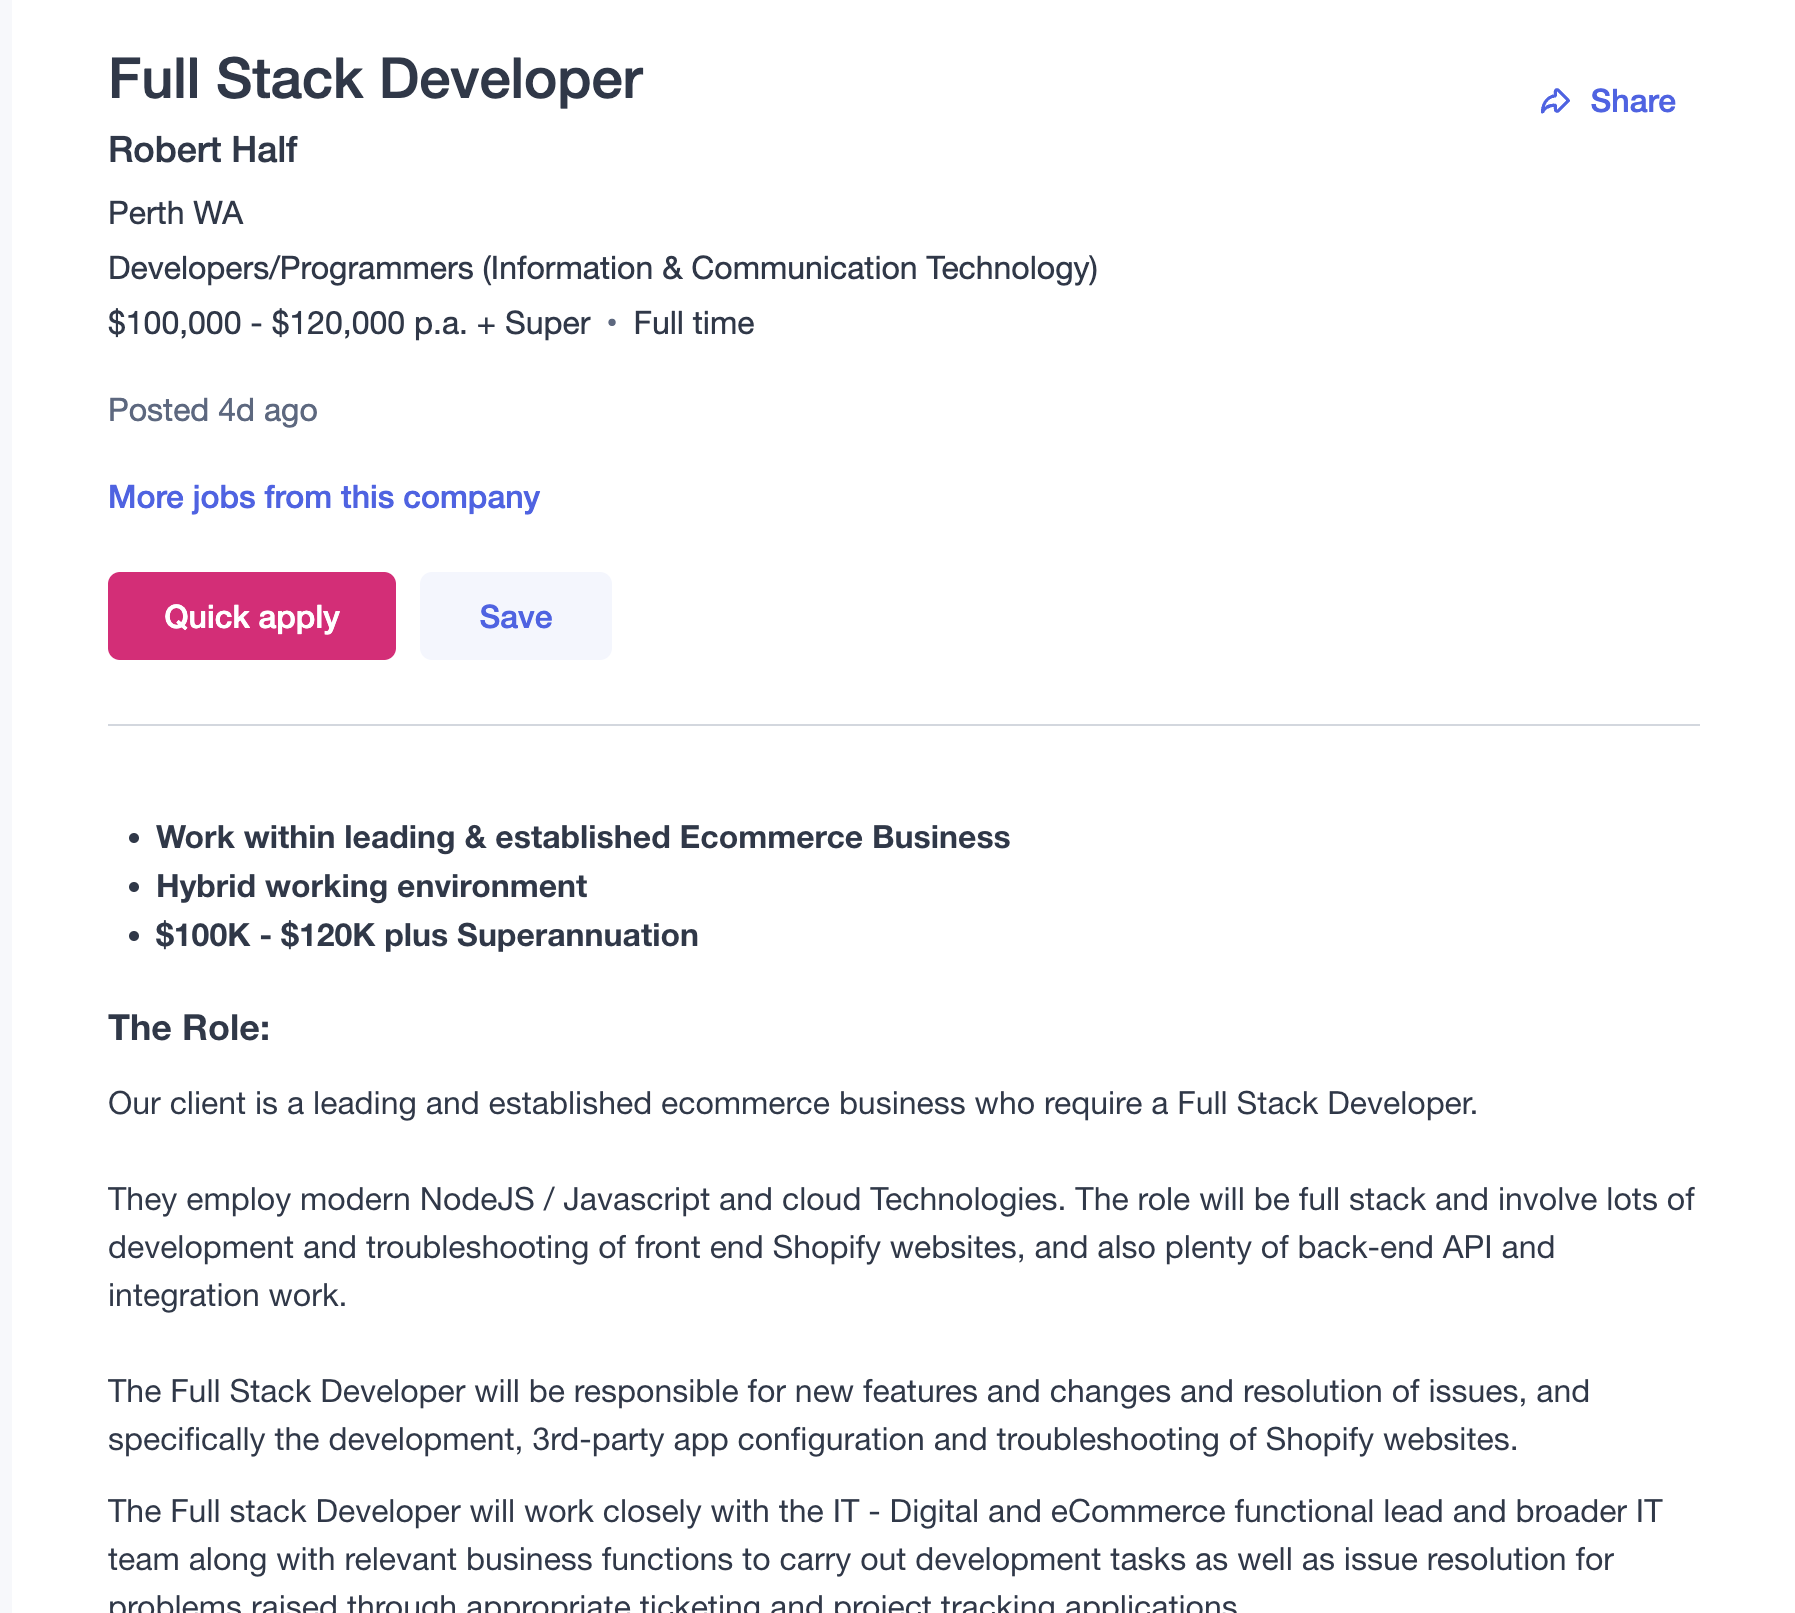 Full Stack Developer
Share
Robert Half
Perth WA
Developers/Programmers (Information & Communication Technology)
$100,000 - $120,000 p.a. + Super • Full time
Posted 4d ago
More jobs from this company
Quick apply
Save
• Work within leading & established Ecommerce Business
• Hybrid working environment
• $100K - $120K plus Superannuation
The Role:
Our client is a leading and established ecommerce business who require a Full Stack Developer.
They employ modern NodeJS / Javascript and cloud Technologies. The role will be full stack and involve lots of
development and troubleshooting of front end Shopify websites, and also plenty of back-end API and
integration work.
The Full Stack Developer will be responsible for new features and changes and resolution of issues, and
specifically the development, 3rd-party app configuration and troubleshooting of Shopify websites.
The Full stack Developer will work closely with the IT - Digital and eCommerce functional lead and broader IT
team along with relevant business functions to carry out development tasks as well as issue resolution for
problems raised through appropriate ticketing and project tracking applications.